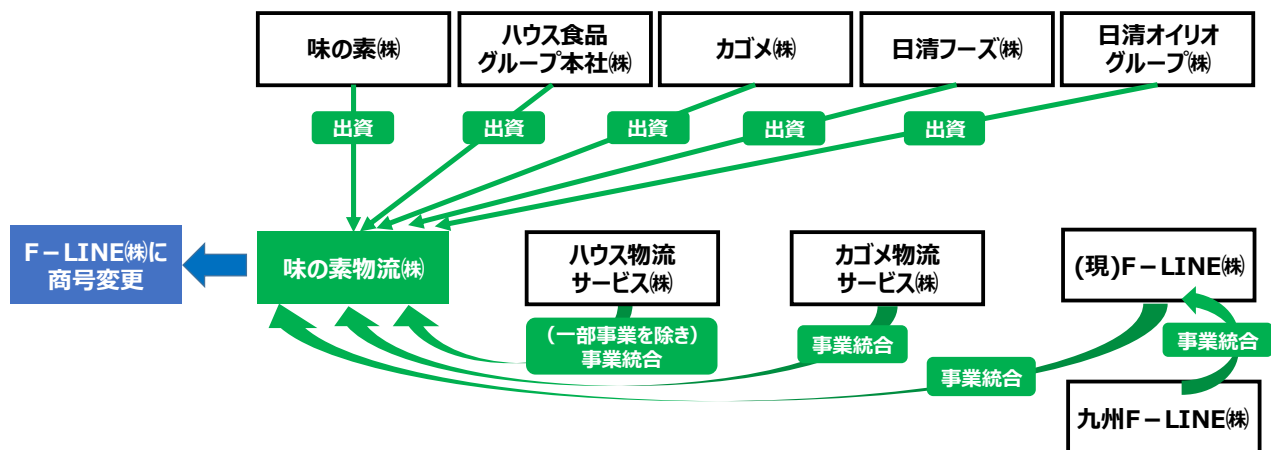 味の素㈱
ハウス食品
グループ本社㈱
カゴメ㈱
日清フーズ㈱
日清オイリオ
グループ㈱
出資
出資
出資
出資
出資
F－LINE㈱に
商号変更
味の素物流㈱
ハウス物流
サービス㈱
カゴメ物流
サービス㈱
(現)F－LINE㈱
(一部事業を除き)
事業統合
事業統合
事業統合
事業統合
九州F－LINE㈱